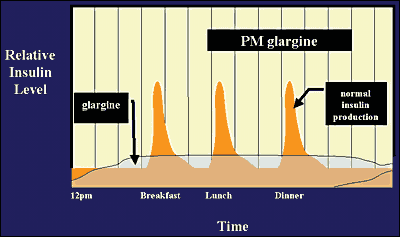 PM glargine
Relative
Insulin
Level
glargine
normal
insulin
production
12pm
Breakfast
Lunch
Dinner
Time